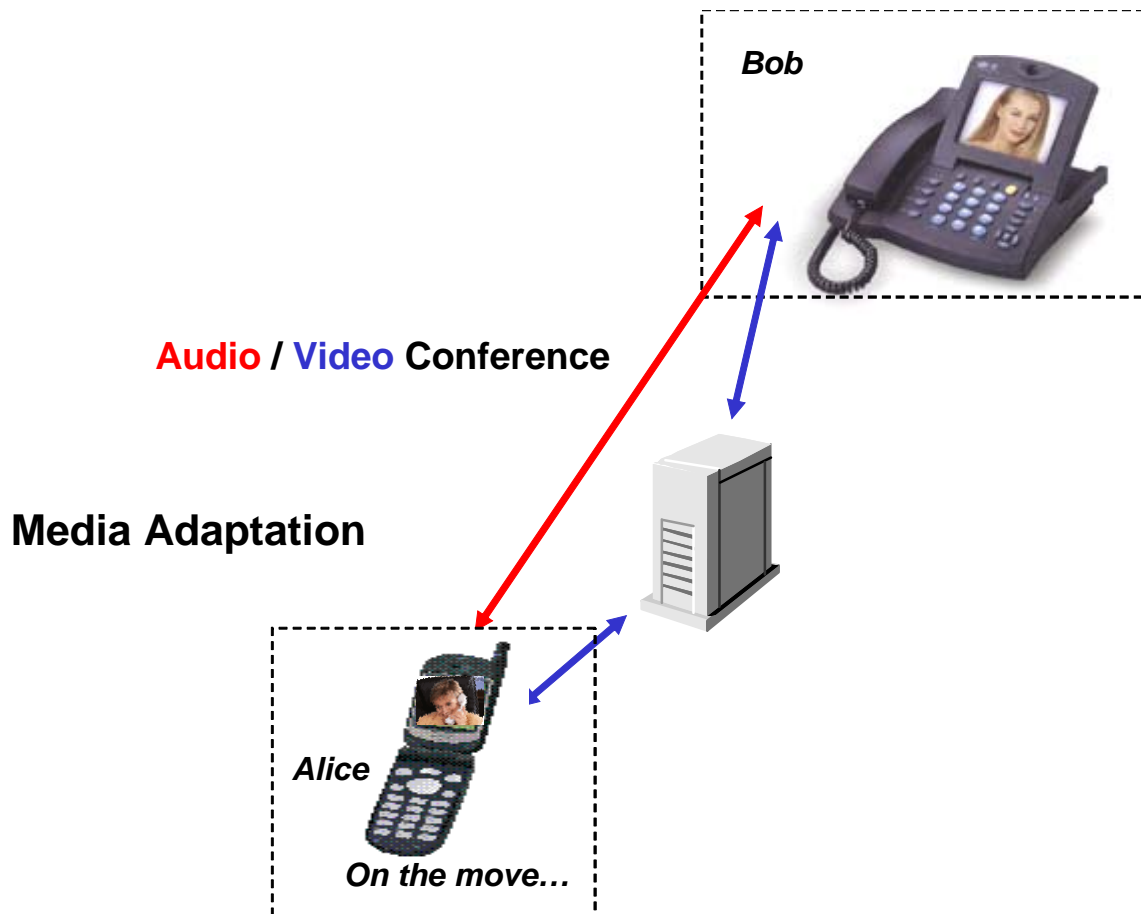 Bob
Audio / Video Conference
Media Adaptation
Alice
On the move…